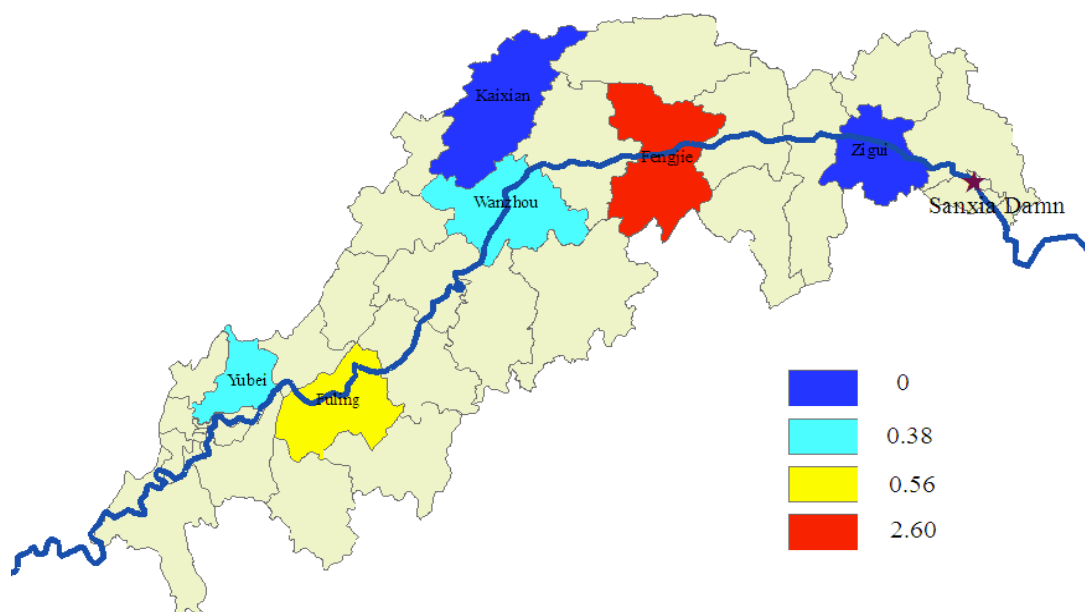 Kaixian
Fengjie
Zigui
Wanzhou
Sanxia Damn
Yubei
Fuling
0
0.38
0.56
2.60